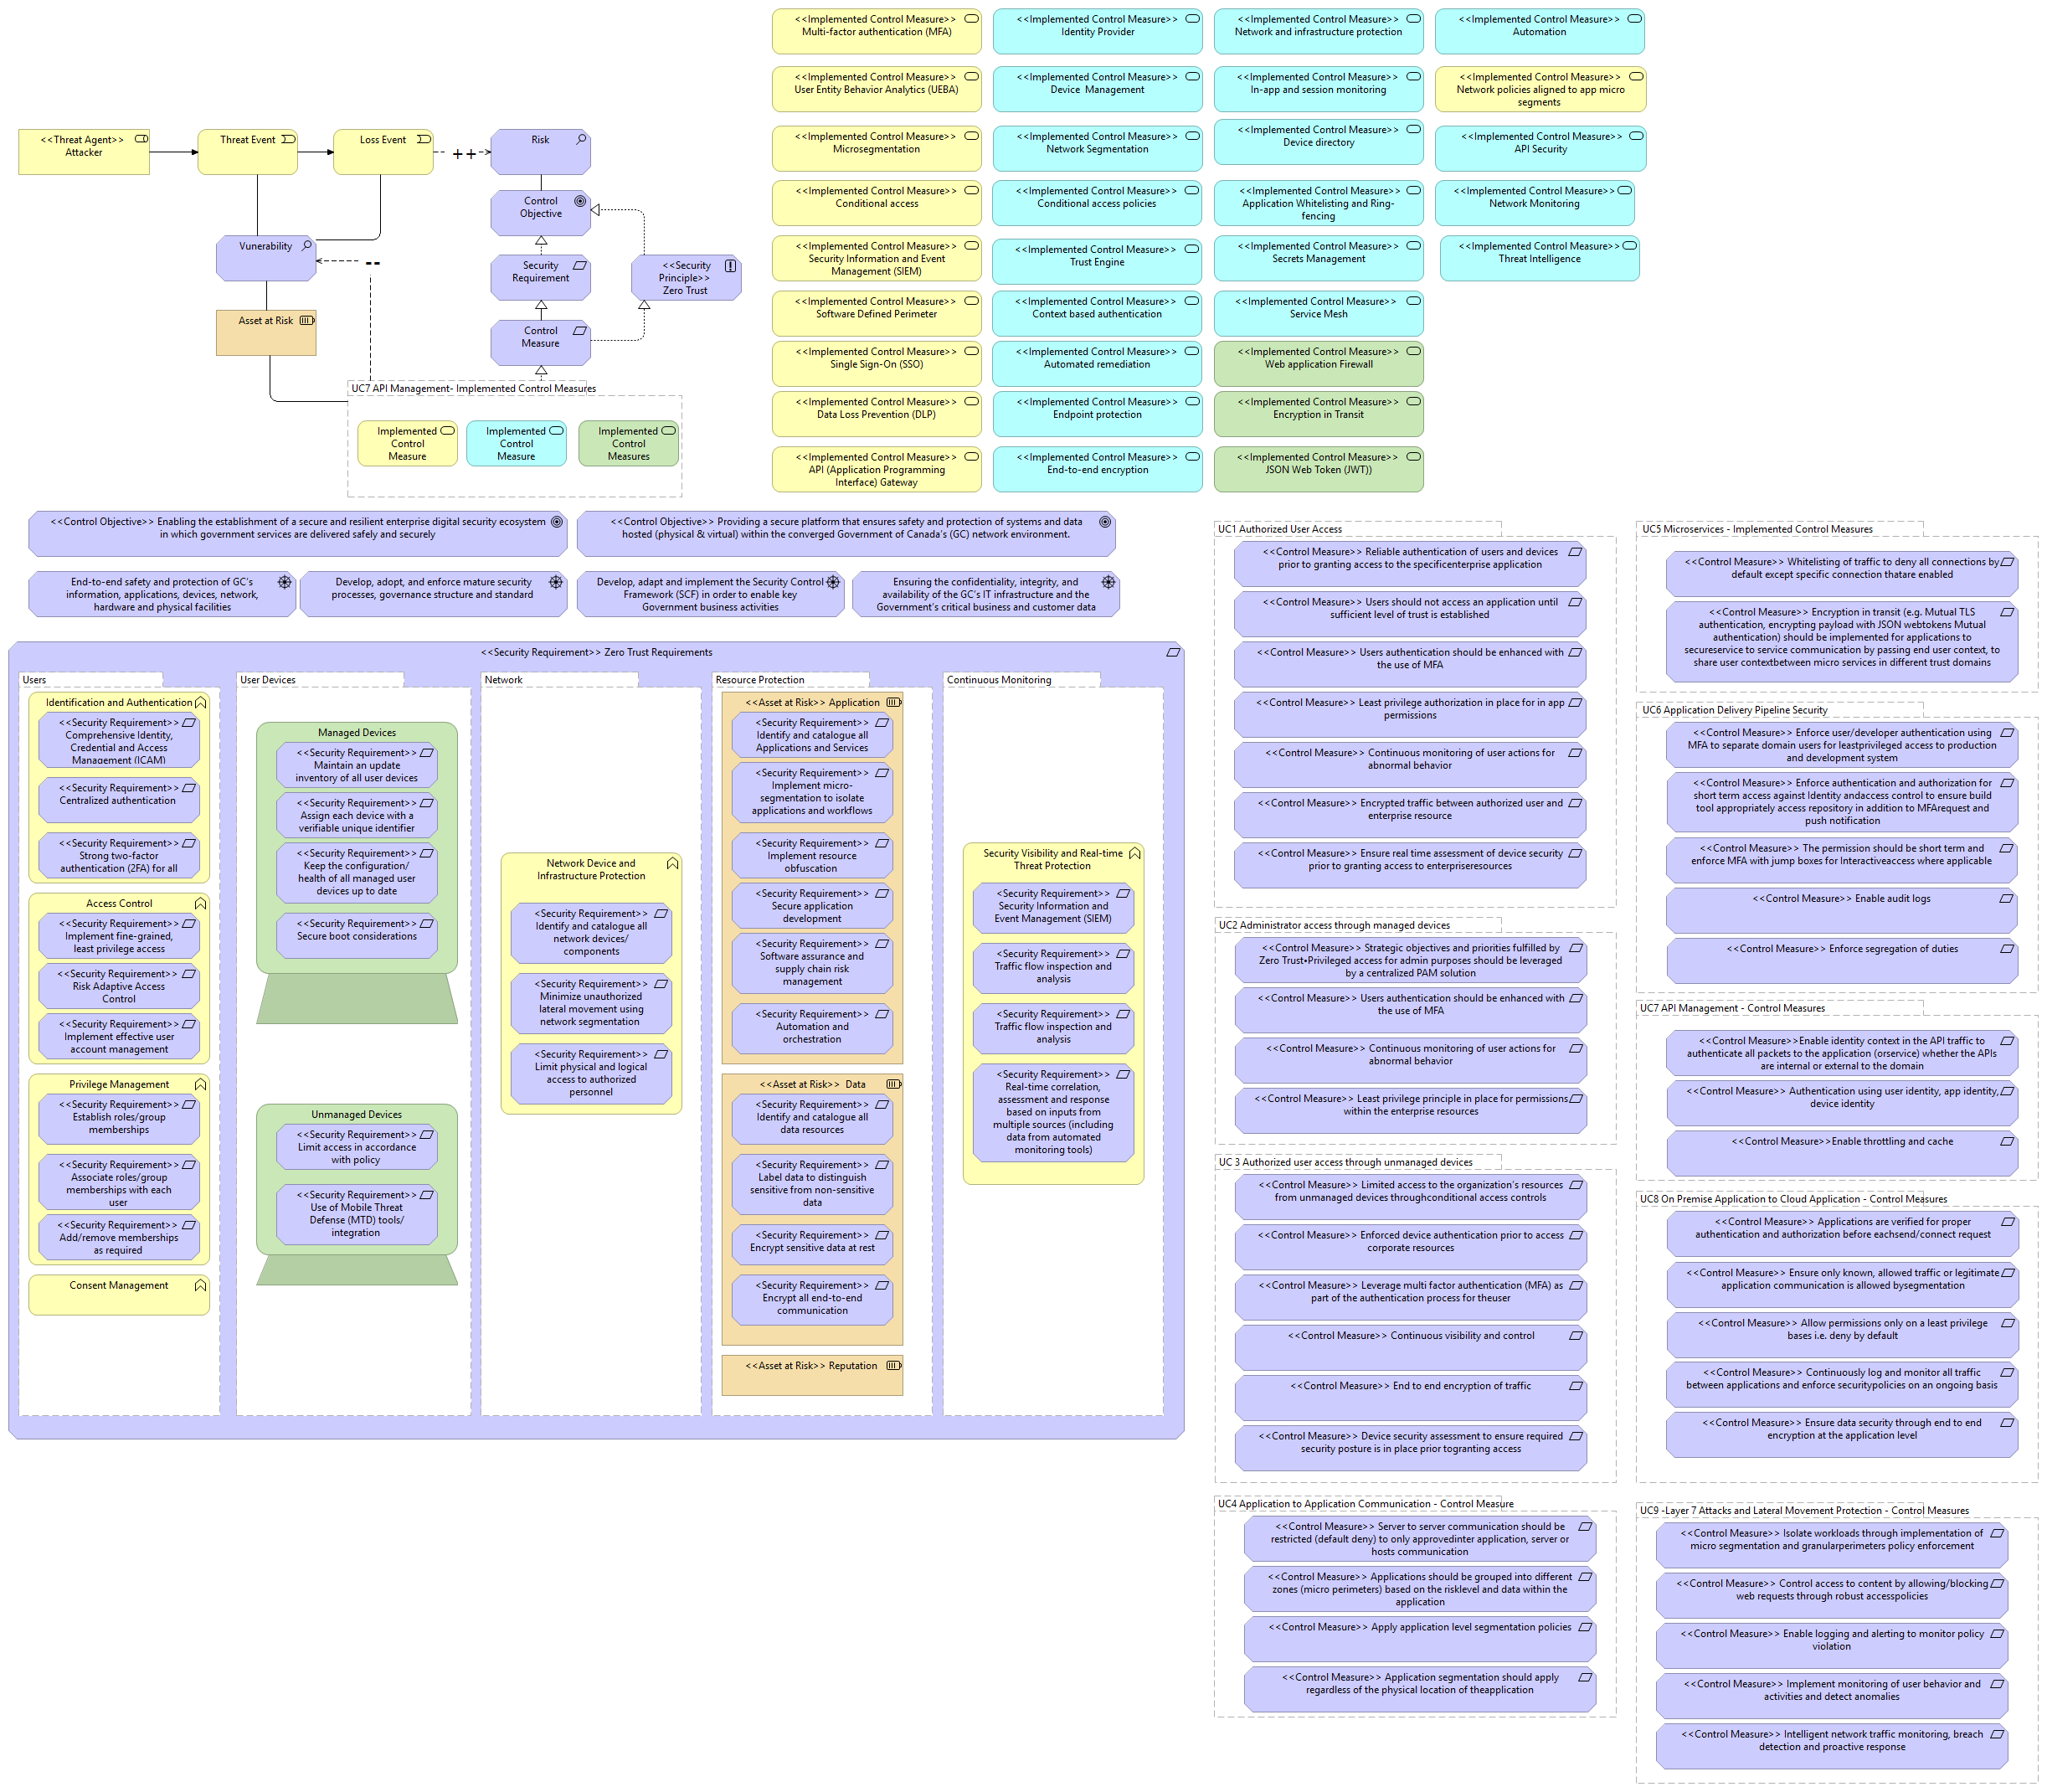 <<Threat Agent>>
Attacker
Threat Event
Loss Event
++
Risk
Control
Objective
Vunerability
--
Security
Requirement
<<Security
Principle>>
Zero Trust
Asset at Risk
Control
Measure
UC7 API Management- Implemented Control Measures
Implemented
Control
Measure
Implemented
Control
Measure
Implemented
Control
Measures
<<Implemented Control Measure>>
Multi-factor authentication (MFA)
<<Implemented Control Measure>>
Identity Provider
<<Implemented Control Measure>>
Network and infrastructure protection
<<Implemented Control Measure>>
Automation
<<Implemented Control Measure>>
User Entity Behavior Analytics (UEBA)
<<Implemented Control Measure>>
Device  Management
<<Implemented Control Measure>>
In-app and session monitoring
<<Implemented Control Measure>>
Network policies aligned to app micro
segments
<<Implemented Control Measure>>
Microsegmentation
<<Implemented Control Measure>>
Network Segmentation
<<Implemented Control Measure>>
Device directory
<<Implemented Control Measure>>
API Security
<<Implemented Control Measure>>
Conditional access
<<Implemented Control Measure>>
Conditional access policies
<<Implemented Control Measure>>
Application Whitelisting and Ring-
fencing
<<Implemented Control Measure>>
Network Monitoring
<<Implemented Control Measure>>
Security Information and Event
Management (SIEM)
<<Implemented Control Measure>>
Trust Engine
<<Implemented Control Measure>>
Secrets Management
<<Implemented Control Measure>>
Threat Intelligence
<<Implemented Control Measure>>
Software Defined Perimeter
<<Implemented Control Measure>>
Context based authentication
<<Implemented Control Measure>>
Service Mesh
<<Implemented Control Measure>>
Single Sign-On (SSO)
<<Implemented Control Measure>>
Automated remediation
<<Implemented Control Measure>>
Web application Firewall
<<Implemented Control Measure>>
Data Loss Prevention (DLP)
<<Implemented Control Measure>>
Endpoint protection
<<Implemented Control Measure>>
Encryption in Transit
<<Implemented Control Measure>>
API (Application Programming
Interface) Gateway
<<Implemented Control Measure>>
End-to-end encryption
<<Implemented Control Measure>>
JSON Web Token (JWT))
<<Control Objective>> Enabling the establishment of a secure and resilient enterprise digital security ecosystem
in which government services are delivered safely and securely
<<Control Objective>> Providing a secure platform that ensures safety and protection of systems and data
hosted (physical & virtual) within the converged Government of Canada's (GC) network environment.
End-to-end safety and protection of GC's
information, applications, devices, network,
hardware and physical facilities
Develop, adopt, and enforce mature security
processes, governance structure and standard
Develop, adapt and implement the Security Control
Framework (SCF) in order to enable key
Government business activities
Ensuring the confidentiality, integrity, and
availability of the GC's IT infrastructure and the
Government's critical business and customer data
<<Security Requirement>> Zero Trust Requirements
Users
Identification and Authentication
<<Security Requirement>>
Comprehensive Identity,
Credential and Access
Management (ICAM)
<<Security Requirement>>
Centralized authentication
<<Security Requirement>>
Strong two-factor
authentication (2FA) for all
Access Control
<<Security Requirement>>
Implement fine-grained,
least privilege access
<<Security Requirement>>
Risk Adaptive Access
Control
<<Security Requirement>>
Implement effective user
account management
Privilege Management
<<Security Requirement>>
Establish roles/group
memberships
<<Security Requirement>>
Associate roles/group
memberships with each
user
<<Security Requirement>>
Add/remove memberships
as required
Consent Management
User Devices
Managed Devices
<<Security Requirement>>
Maintain an update
inventory of all user devices
<<Security Requirement>>
Assign each device with a
verifiable unique identifier
<<Security Requirement>>
Keep the configuration/
health of all managed user
devices up to date
<<Security Requirement>>
Secure boot considerations
Unmanaged Devices
<<Security Requirement>>
Limit access in accordance
with policy
<<Security Requirement>>
Use of Mobile Threat
Defense (MTD) tools/
integration
Network
Network Device and
Infrastructure Protection
<Security Requirement>>
Identify and catalogue all
network devices/
components
<Security Requirement>>
Minimize unauthorized
lateral movement using
network segmentation
<Security Requirement>>
Limit physical and logical
access to authorized
personnel
Resource Protection
<<Asset at Risk>> Application
<Security Requirement>>
Identify and catalogue all
Applications and Services
<Security Requirement>>
Implement micro-
segmentation to isolate
applications and workflows
<Security Requirement>>
Implement resource
obfuscation
<Security Requirement>>
Secure application
development
<Security Requirement>>
Software assurance and
supply chain risk
management
<Security Requirement>>
Automation and
orchestration
<<Asset at Risk>>  Data
<Security Requirement>>
Identify and catalogue all
data resources
<Security Requirement>>
Label data to distinguish
sensitive from non-sensitive
data
<Security Requirement>>
Encrypt sensitive data at rest
<Security Requirement>>
Encrypt all end-to-end
communication
<<Asset at Risk>> Reputation
Continuous Monitoring
Security Visibility and Real-time
Threat Protection
<Security Requirement>>
Security Information and
Event Management (SIEM)
<Security Requirement>>
Traffic flow inspection and
analysis
<Security Requirement>>
Traffic flow inspection and
analysis
<Security Requirement>>
Real-time correlation,
assessment and response
based on inputs from
multiple sources (including
data from automated
monitoring tools)
UC1 Authorized User Access
<<Control Measure>> Reliable authentication of users and devices
prior to granting access to the specificenterprise application
<<Control Measure>> Users should not access an application until
sufficient level of trust is established
<<Control Measure>> Users authentication should be enhanced with
the use of MFA
<<Control Measure>> Least privilege authorization in place for in app
permissions
<<Control Measure>> Continuous monitoring of user actions for
abnormal behavior
<<Control Measure>> Encrypted traffic between authorized user and
enterprise resource
<<Control Measure>> Ensure real time assessment of device security
prior to granting access to enterpriseresources
UC2 Administrator access through managed devices
<<Control Measure>> Strategic objectives and priorities fulfilled by
Zero Trust•Privileged access for admin purposes should be leveraged
by a centralized PAM solution
<<Control Measure>> Users authentication should be enhanced with
the use of MFA
<<Control Measure>> Continuous monitoring of user actions for
abnormal behavior
<<Control Measure>> Least privilege principle in place for permissions
within the enterprise resources
UC 3 Authorized user access through unmanaged devices
<<Control Measure>> Limited access to the organization's resources
from unmanaged devices throughconditional access controls
<<Control Measure>> Enforced device authentication prior to access
corporate resources
<<Control Measure>> Leverage multi factor authentication (MFA) as
part of the authentication process for theuser
<<Control Measure>> Continuous visibility and control
<<Control Measure>> End to end encryption of traffic
<<Control Measure>> Device security assessment to ensure required
security posture is in place prior togranting access
UC4 Application to Application Communication - Control Measure
<<Control Measure>> Server to server communication should be
restricted (default deny) to only approvedinter application, server or
hosts communication
<<Control Measure>> Applications should be grouped into different
zones (micro perimeters) based on the risklevel and data within the
application
<<Control Measure>> Apply application level segmentation policies
<<Control Measure>> Application segmentation should apply
regardless of the physical location of theapplication
UC5 Microservices - Implemented Control Measures
<<Control Measure>> Whitelisting of traffic to deny all connections by
default except specific connection thatare enabled
<<Control Measure>> Encryption in transit (e.g. Mutual TLS
authentication, encrypting payload with JSON webtokens Mutual
authentication) should be implemented for applications to
secureservice to service communication by passing end user context, to
share user contextbetween micro services in different trust domains
UC6 Application Delivery Pipeline Security
<<Control Measure>> Enforce user/developer authentication using
MFA to separate domain users for leastprivileged access to production
and development system
<<Control Measure>> Enforce authentication and authorization for
short term access against Identity andaccess control to ensure build
tool appropriately access repository in addition to MFArequest and
push notification
<<Control Measure>> The permission should be short term and
enforce MFA with jump boxes for Interactiveaccess where applicable
<<Control Measure>> Enable audit logs
<<Control Measure>> Enforce segregation of duties
UC7 API Management - Control Measures
<<Control Measure>>Enable identity context in the API traffic to
authenticate all packets to the application (orservice) whether the APIs
are internal or external to the domain
<<Control Measure>> Authentication using user identity, app identity,
device identity
<<Control Measure>>Enable throttling and cache
UC8 On Premise Application to Cloud Application - Control Measures
<<Control Measure>> Applications are verified for proper
authentication and authorization before eachsend/connect request
<<Control Measure>> Ensure only known, allowed traffic or legitimate
application communication is allowed bysegmentation
<<Control Measure>> Allow permissions only on a least privilege
bases i.e. deny by default
<<Control Measure>> Continuously log and monitor all traffic
between applications and enforce securitypolicies on an ongoing basis
<<Control Measure>> Ensure data security through end to end
encryption at the application level
UC9 -Layer 7 Attacks and Lateral Movement Protection - Control Measures
<<Control Measure>> Isolate workloads through implementation of
micro segmentation and granularperimeters policy enforcement
<<Control Measure>> Control access to content by allowing/blocking
web requests through robust accesspolicies
<<Control Measure>> Enable logging and alerting to monitor policy
violation
<<Control Measure>> Implement monitoring of user behavior and
activities and detect anomalies
<<Control Measure>> Intelligent network traffic monitoring, breach
detection and proactive response